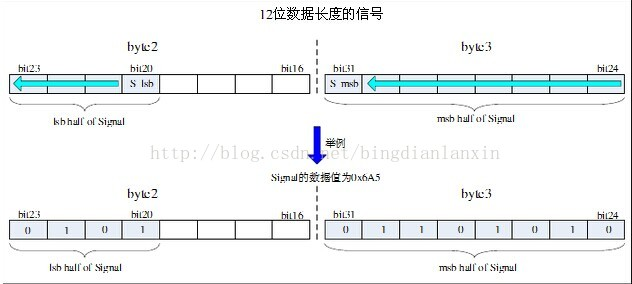 12位数据长度的信号
byte2 byte3
bit23 bit20 bit16 bit31 bit24
S lsb S msb
lsb half of Signal msb half of Signal
举例
http://blog.csdn.net/bingdianlanxin
Signal的数据值为0x6A5
byte2 byte3
bit23 bit20 bit16 bit31 bit24
0 1 0 1 0 1 1 0 1 0 1 0
lsb half of Signal msb half of Signal